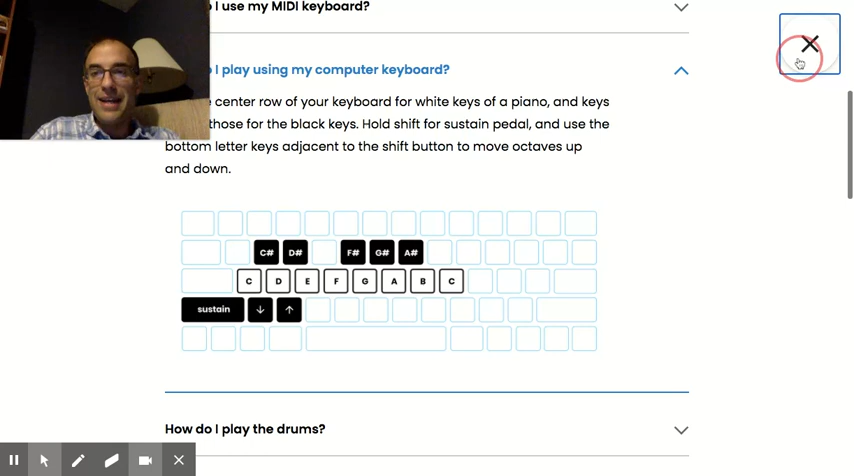 I use my MIDI keyboard?
I play using my computer keyboard?
center row of your keyboard for white keys of a piano, and keys
those for the black keys. Hold shift for sustain pedal, and use the
bottom letter keys adjacent to the shift button to move octaves up
and down.
C# D# F# G# A#
C D E F G A B C
sustain ↓ ↑
How do I play the drums?